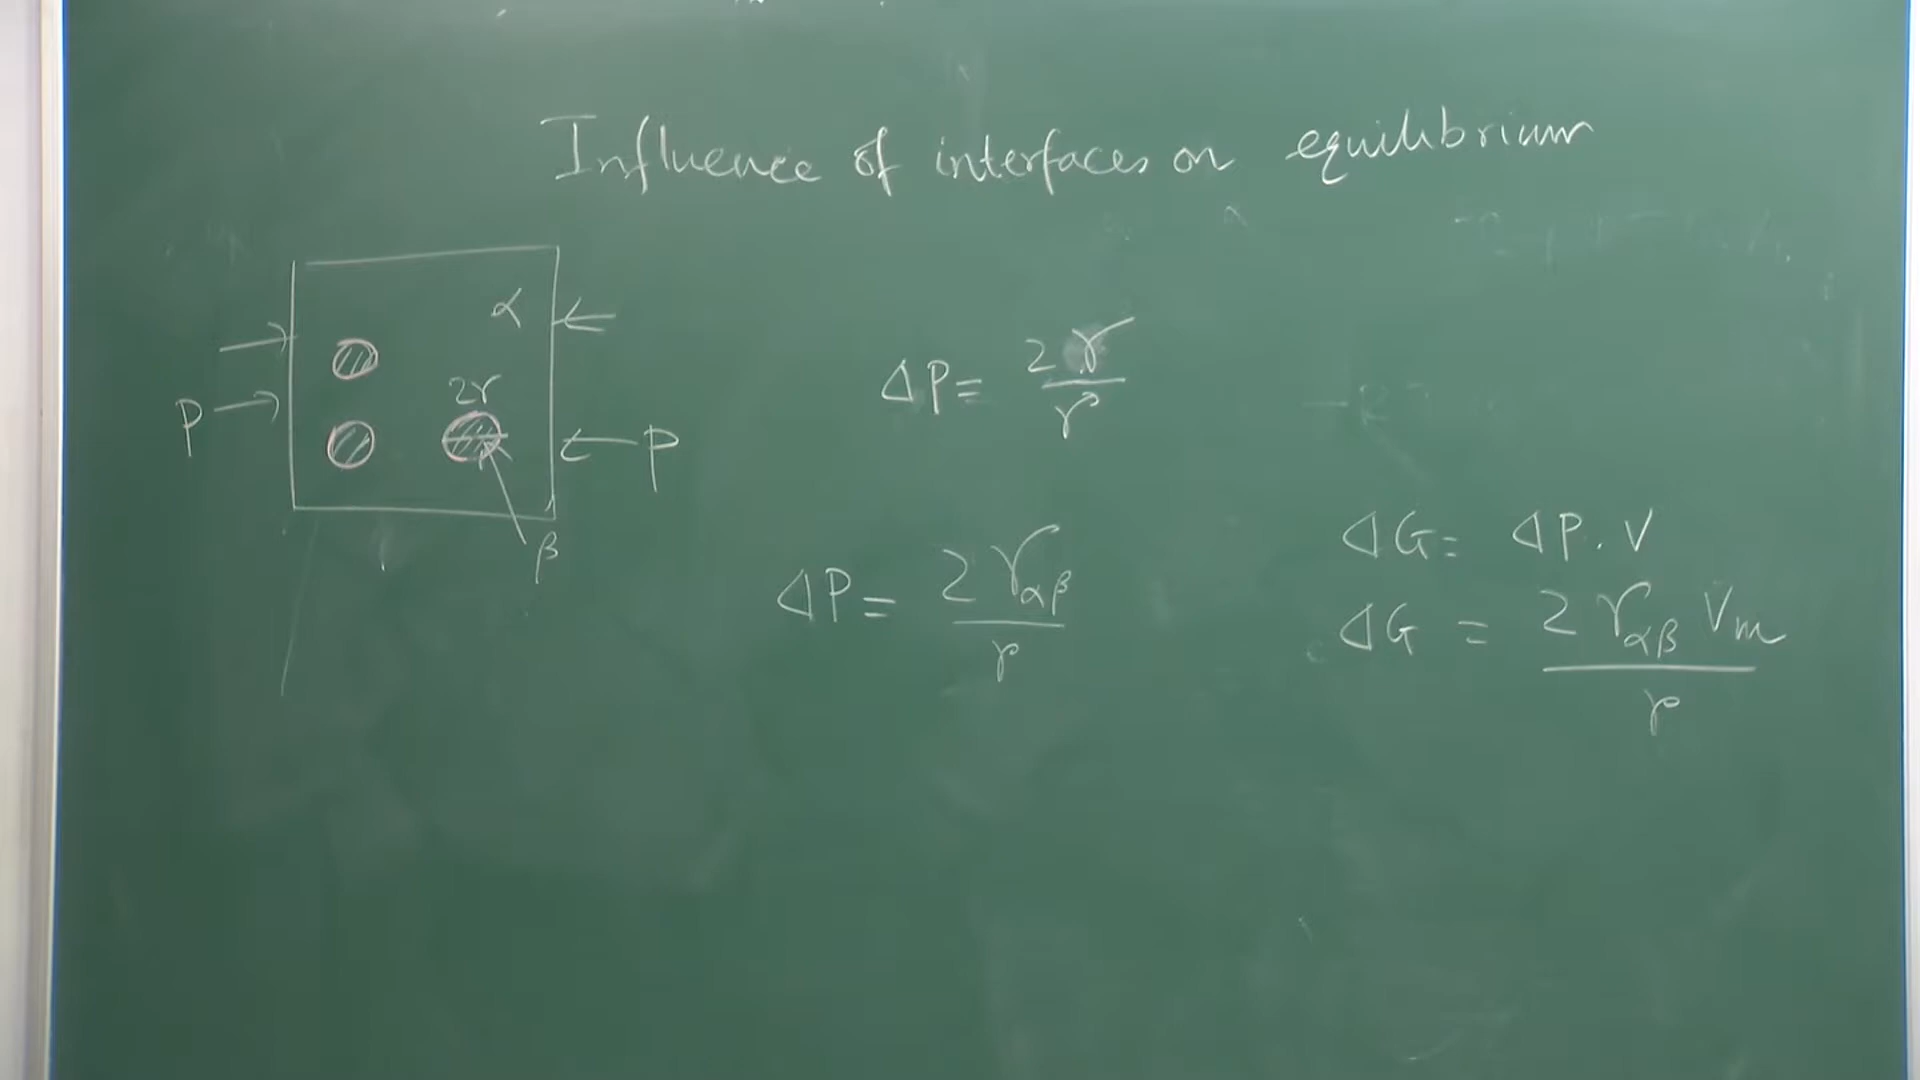 Influence of interfaces on equilibrium
α
2r
P
P
β
ΔP = 2γ/r
ΔP = 2γαβ/r
ΔG = ΔP . V
ΔG = 2γαβ Vm/r